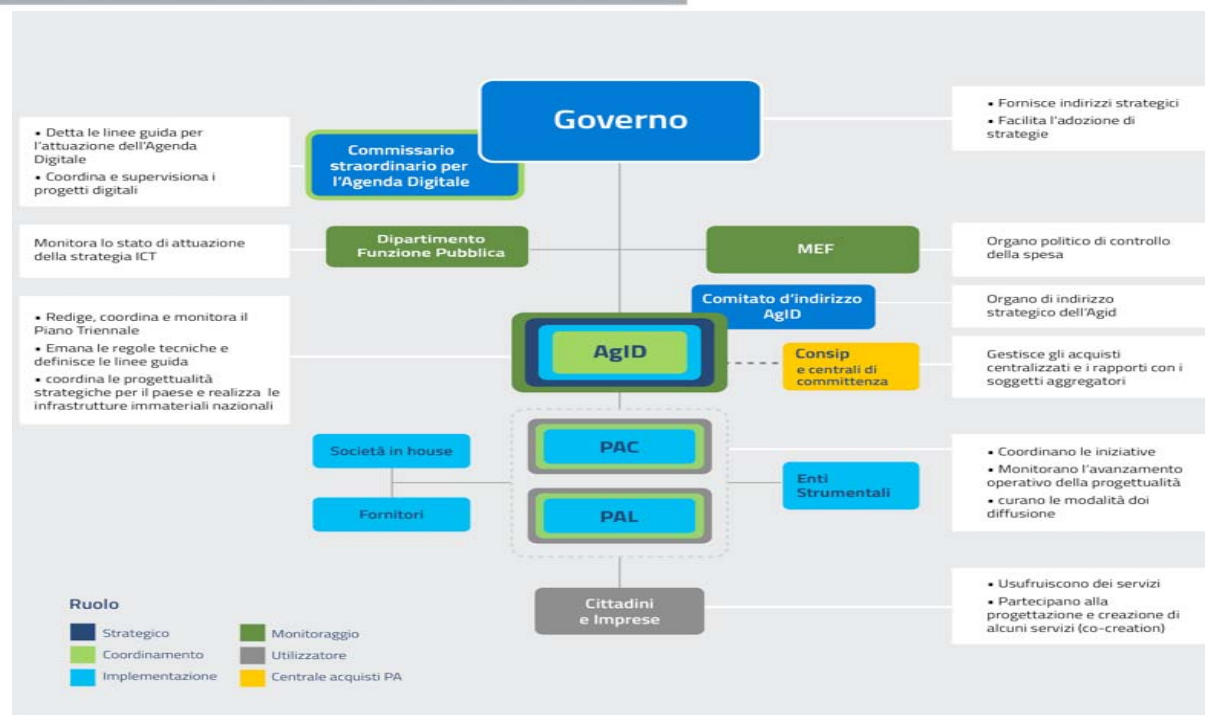 Governo
• Fornisce indirizzi strategici
• Facilita l'adozione di
strategie
• Detta le linee guida per
l'attuazione dell'Agenda
Digitale
• Coordina e supervisiona i
progetti digitali
Commissario
straordinario per
l'Agenda Digitale
Monitora lo stato di attuazione
della strategia ICT
Dipartimento
Funzione Pubblica
MEF
Organo politico di controllo
della spesa
Comitato d'indirizzo
AgID
Organo di indirizzo
strategico dell'Agid
• Redige, coordina e monitora il
Piano Triennale
• Emana le regole tecniche e
definisce le linee guida
• coordina le progettualità
strategiche per il paese e realizza le
infrastrutture immateriali nazionali
AgID
Consip
e centrali di
committenza
Gestisce gli acquisti
centralizzati e i rapporti con i
soggetti aggregatori
Società in house
Fornitori
PAC
PAL
Enti
Strumentali
• Coordinano le iniziative
• Monitorano l'avanzamento
operativo della progettualità
• curano le modalità doi
diffusione
Cittadini
e Imprese
• Usufruiscono dei servizi
• Partecipano alla
progettazione e creazione di
alcuni servizi (co-creation)
Ruolo
Strategico
Coordinamento
Implementazione
Monitoraggio
Utilizzatore
Centrale acquisti PA